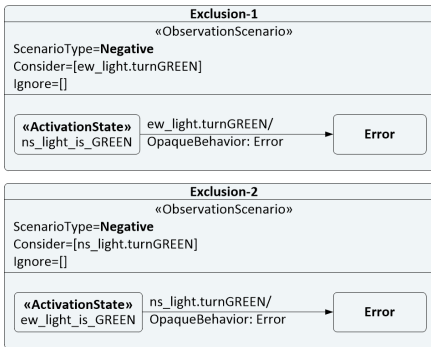 Exclusion-1
«ObservationScenario»
ScenarioType=Negative
Consider=[ew_light.turnGREEN]
Ignore=[]
«ActivationState»
ns_light_is_GREEN
ew_light.turnGREEN/
OpaqueBehavior: Error
Error
Exclusion-2
«ObservationScenario»
ScenarioType=Negative
Consider=[ns_light.turnGREEN]
Ignore=[]
«ActivationState»
ew_light_is_GREEN
ns_light.turnGREEN/
OpaqueBehavior: Error
Error